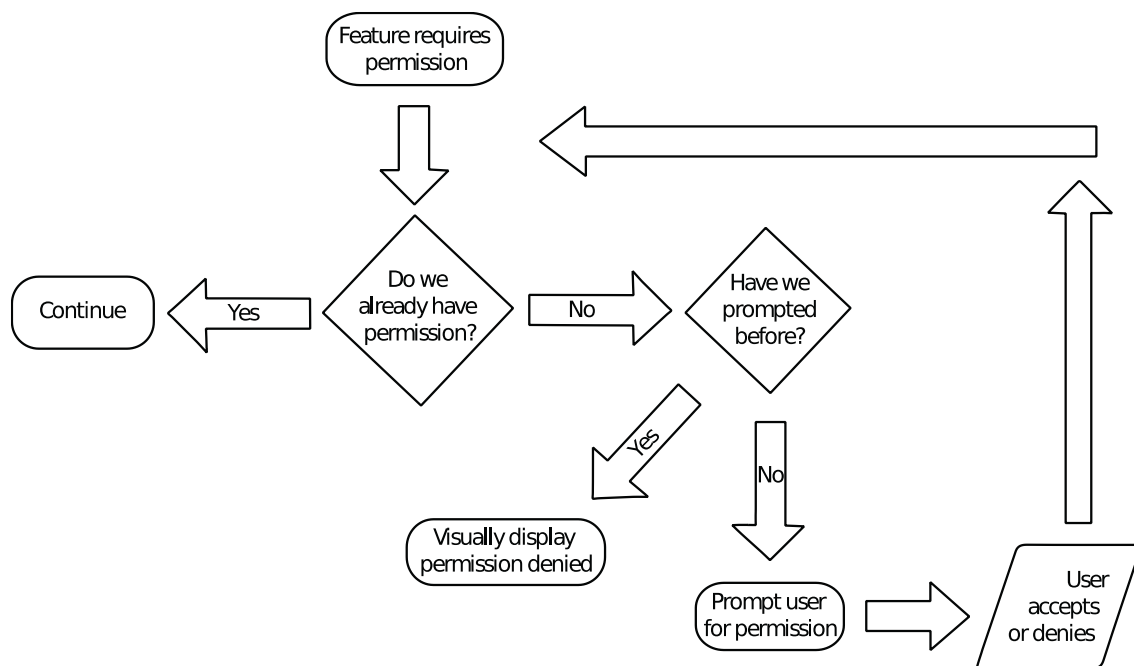 Feature requires
permission
Do we
already have
permission?
Continue
Yes
No
Have we
prompted
before?
Yes
No
Visually display
permission denied
Prompt user
for permission
User
accepts
or denies